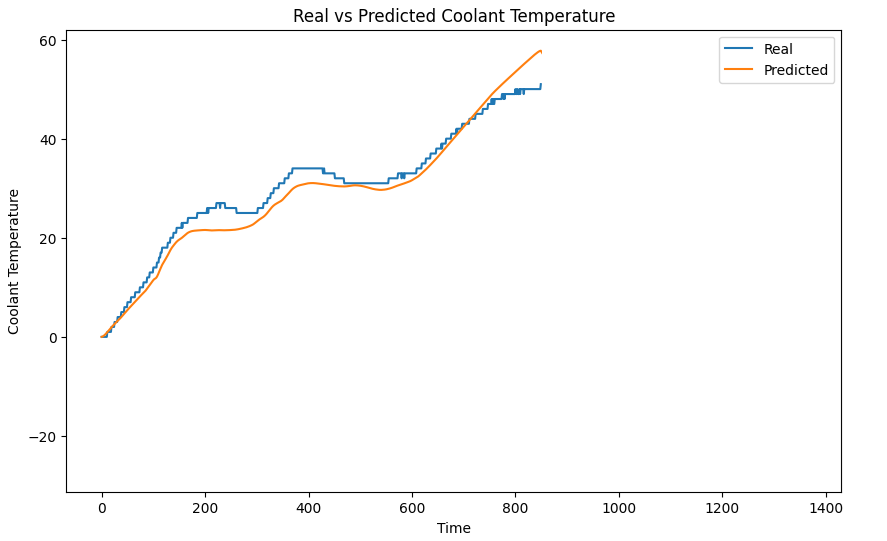 Real vs Predicted Coolant Temperature
Real
Predicted
60
40
20
0
−20
Coolant Temperature
0 200 400 600 800 1000 1200 1400
Time